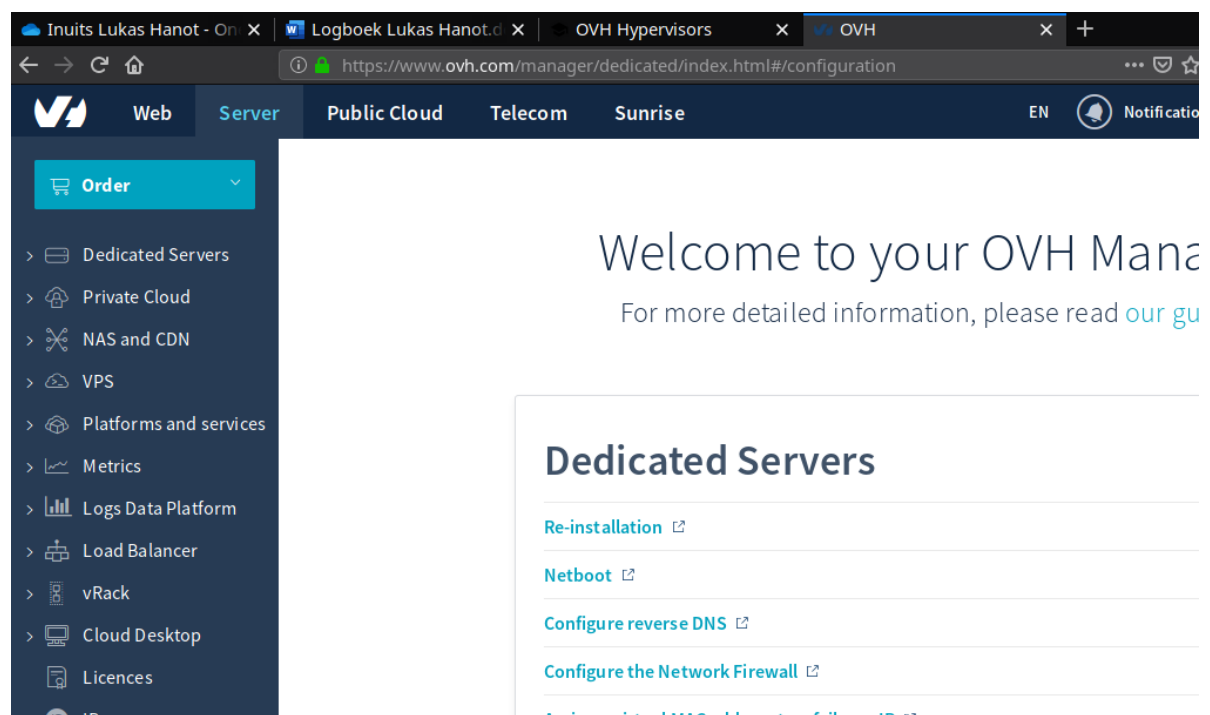 Inuits Lukas Hanot - On
Logboek Lukas Hanot.d
OVH Hypervisors
OVH
https://www.ovh.com/manager/dedicated/index.html#/configuration
Web
Server
Public Cloud
Telecom
Sunrise
EN
Notificatio
Order
Dedicated Servers
Private Cloud
NAS and CDN
VPS
Platforms and services
Metrics
Logs Data Platform
Load Balancer
vRack
Cloud Desktop
Licences
Welcome to your OVH Mana
For more detailed information, please read our gu
Dedicated Servers
Re-installation
Netboot
Configure reverse DNS
Configure the Network Firewall